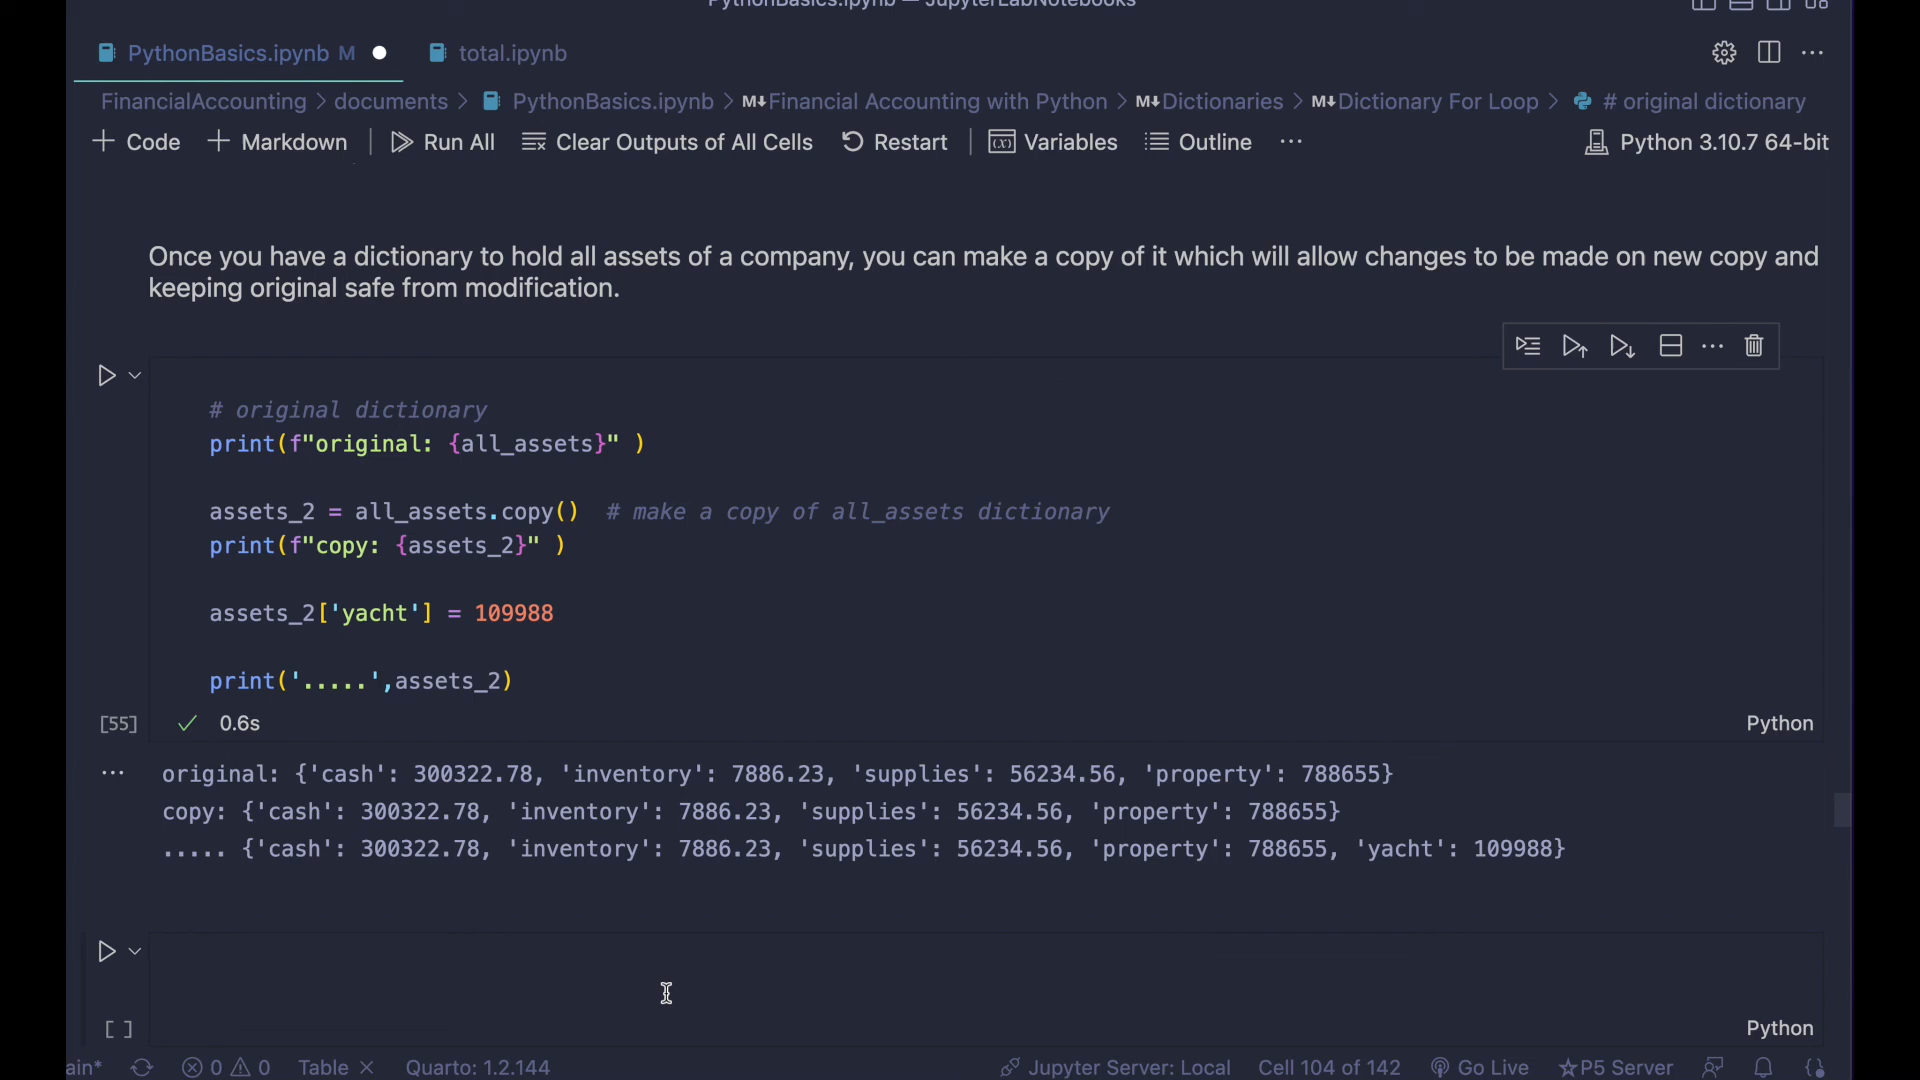 PythonBasics.ipynb — JupyterLabNotebooks
PythonBasics.ipynb M ● total.ipynb
FinancialAccounting > documents > PythonBasics.ipynb > M↓Financial Accounting with Python > M↓Dictionaries > M↓Dictionary For Loop > # original dictionary
+ Code + Markdown | Run All Clear Outputs of All Cells Restart | Variables Outline ··· Python 3.10.7 64-bit
Once you have a dictionary to hold all assets of a company, you can make a copy of it which will allow changes to be made on new copy and
keeping original safe from modification.
# original dictionary
print(f"original: {all_assets}" )
assets_2 = all_assets.copy()  # make a copy of all_assets dictionary
print(f"copy: {assets_2}" )
assets_2['yacht'] = 109988
print('.....',assets_2)
[55] ✓ 0.6s Python
··· original: {'cash': 300322.78, 'inventory': 7886.23, 'supplies': 56234.56, 'property': 788655}
copy: {'cash': 300322.78, 'inventory': 7886.23, 'supplies': 56234.56, 'property': 788655}
..... {'cash': 300322.78, 'inventory': 7886.23, 'supplies': 56234.56, 'property': 788655, 'yacht': 109988}
[ ] Python
ain* 0 0 Table × Quarto: 1.2.144 Jupyter Server: Local Cell 104 of 142 Go Live ☆P5 Server